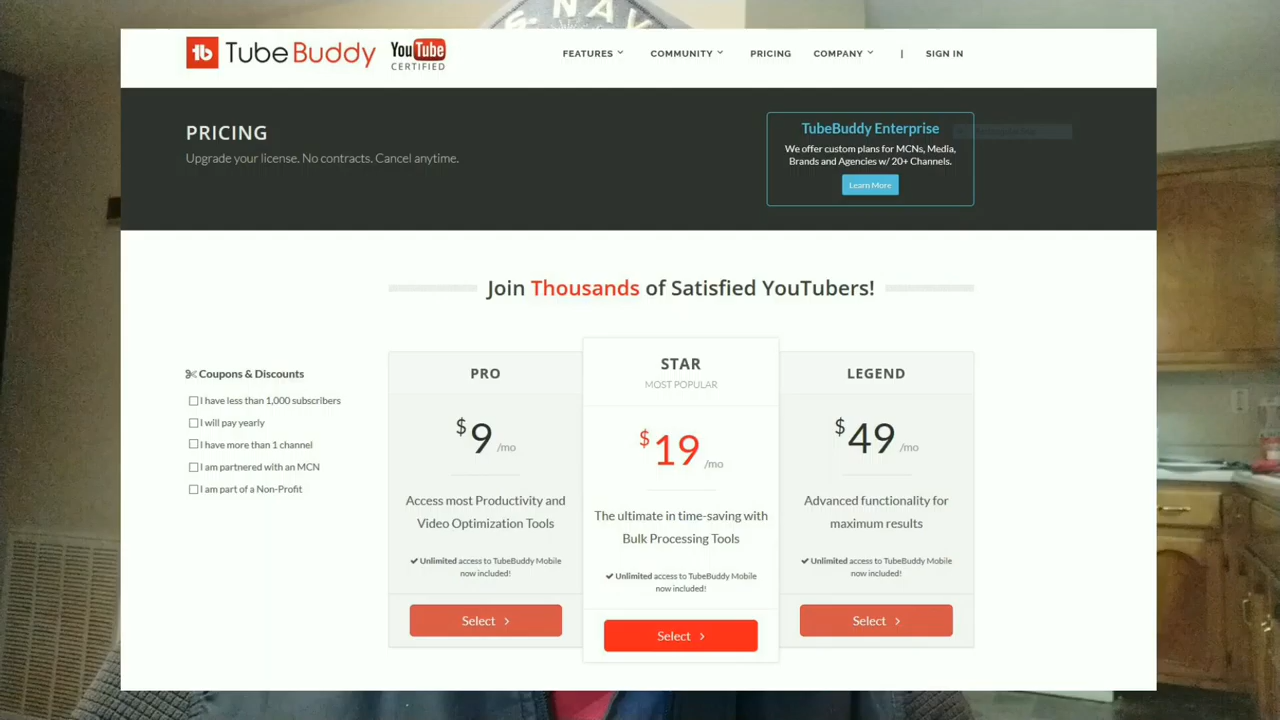 S. NAV
TubeBuddy YouTube CERTIFIED
FEATURES COMMUNITY PRICING COMPANY | SIGN IN
PRICING
Upgrade your license. No contracts. Cancel anytime.
TubeBuddy Enterprise
We offer custom plans for MCNs, Media,
Brands and Agencies w/ 20+ Channels.
Learn More
Join Thousands of Satisfied YouTubers!
Coupons & Discounts
I have less than 1,000 subscribers
I will pay yearly
I have more than 1 channel
I am partnered with an MCN
I am part of a Non-Profit
PRO
$9 /mo
Access most Productivity and
Video Optimization Tools
Unlimited access to TubeBuddy Mobile
now included!
Select
STAR
MOST POPULAR
$19 /mo
The ultimate in time-saving with
Bulk Processing Tools
Unlimited access to TubeBuddy Mobile
now included!
Select
LEGEND
$49 /mo
Advanced functionality for
maximum results
Unlimited access to TubeBuddy Mobile
now included!
Select